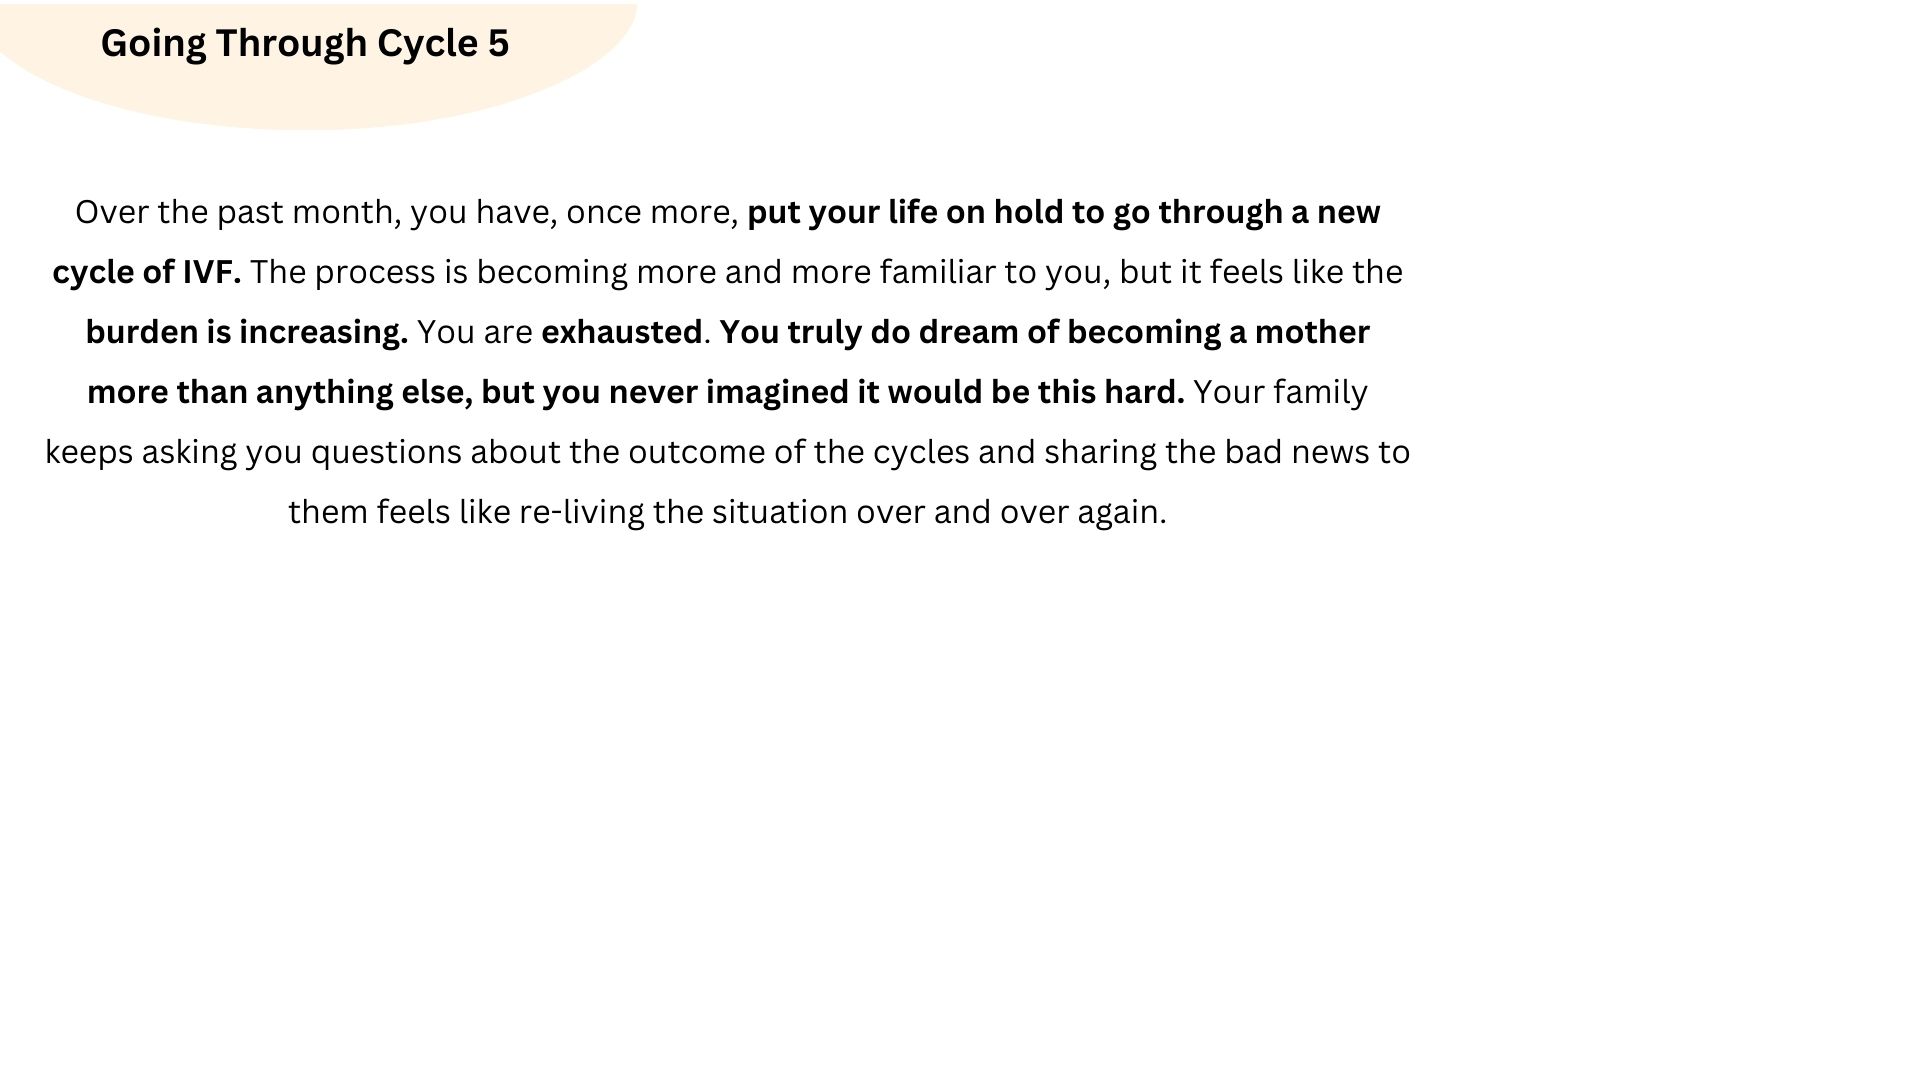 Going Through Cycle 5
Over the past month, you have, once more, put your life on hold to go through a new
cycle of IVF. The process is becoming more and more familiar to you, but it feels like the
burden is increasing. You are exhausted. You truly do dream of becoming a mother
more than anything else, but you never imagined it would be this hard. Your family
keeps asking you questions about the outcome of the cycles and sharing the bad news to
them feels like re-living the situation over and over again.